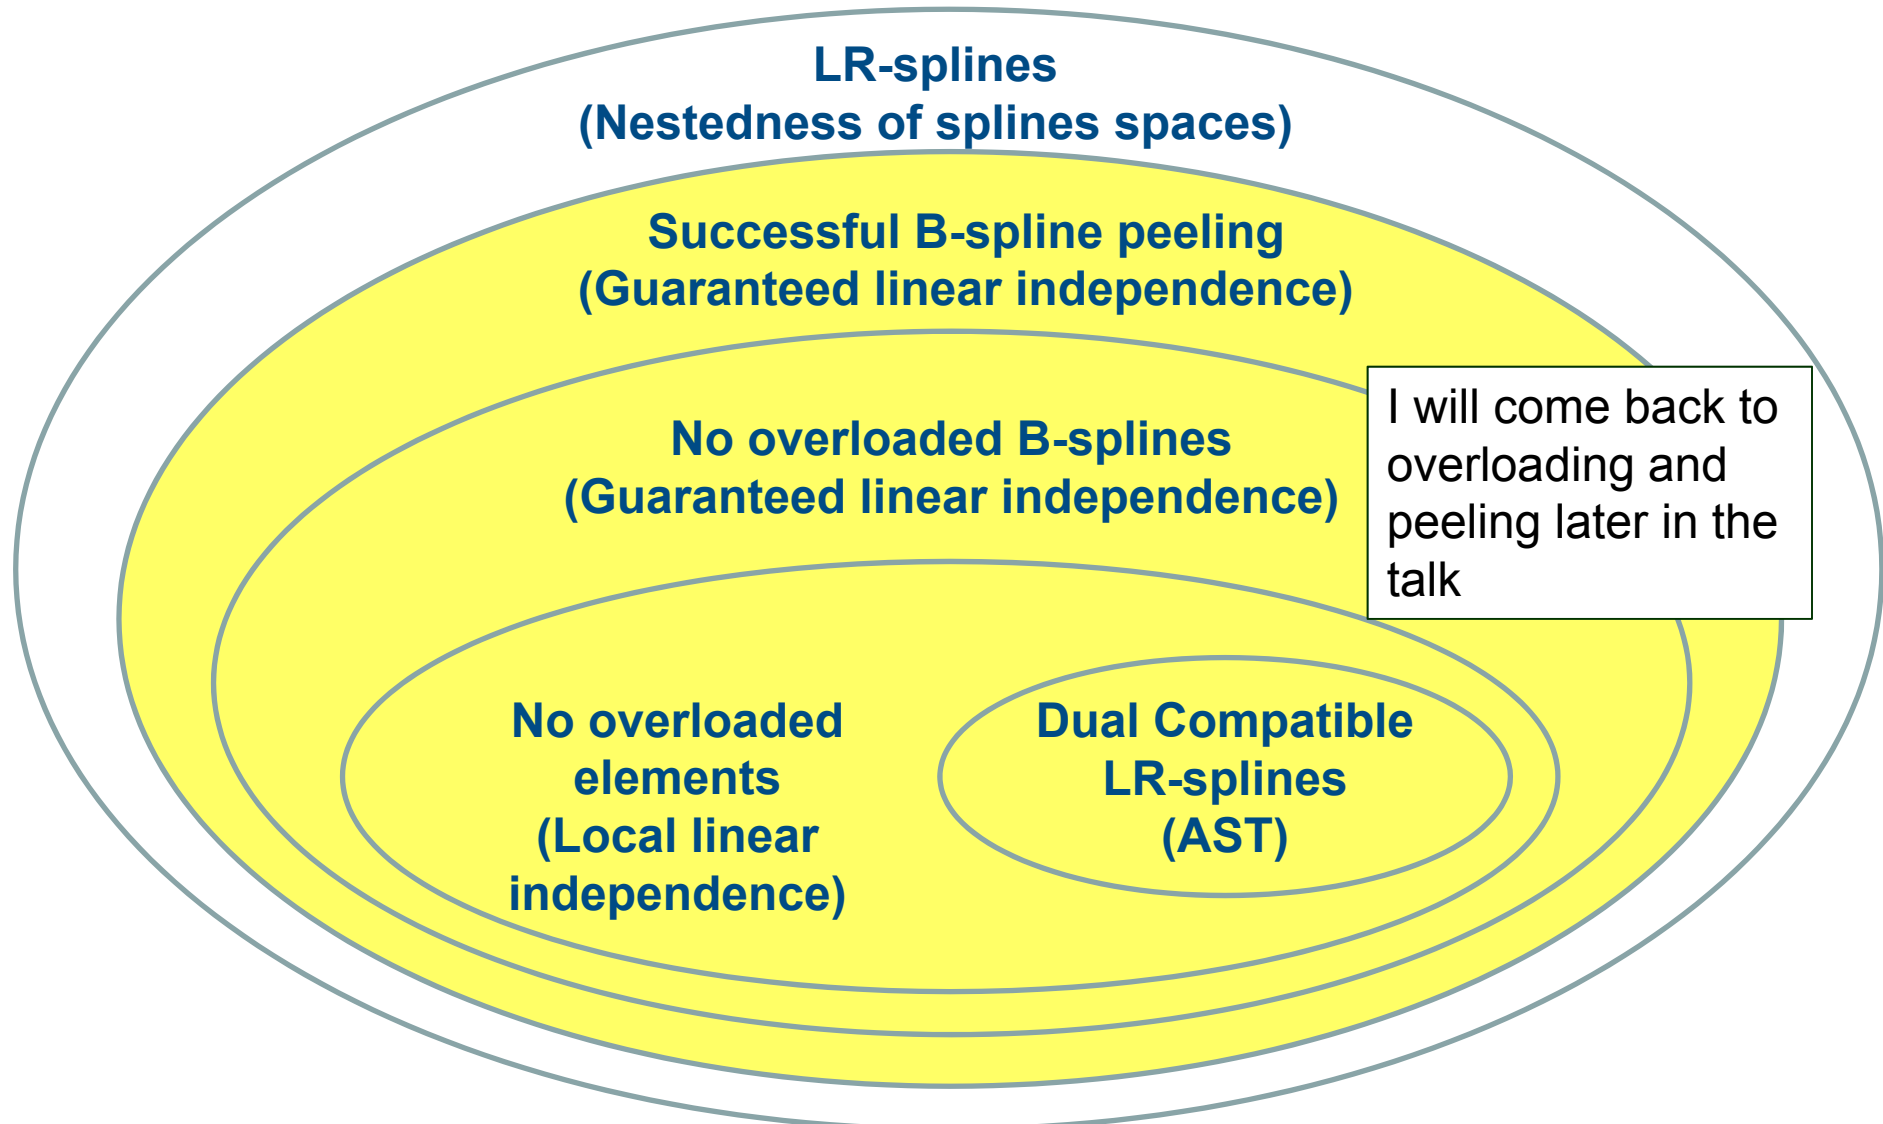 LR-splines
(Nestedness of splines spaces)
Successful B-spline peeling
(Guaranteed linear independence)
No overloaded B-splines
(Guaranteed linear independence)
I will come back to
overloading and
peeling later in the
talk
No overloaded
elements
(Local linear
independence)
Dual Compatible
LR-splines
(AST)